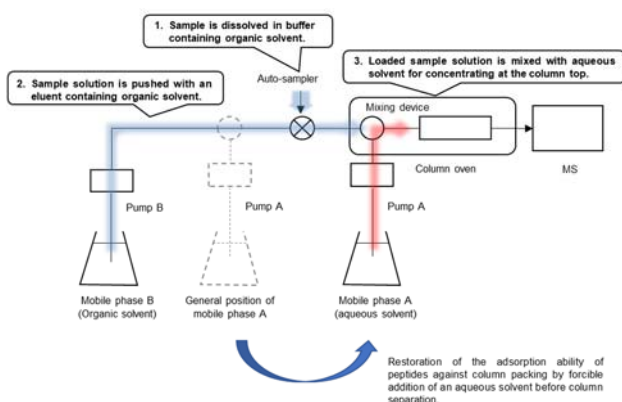 1. Sample is dissolved in buffer
containing organic solvent.
2. Sample solution is pushed with an
eluent containing organic solvent.
Auto-sampler
3. Loaded sample solution is mixed with aqueous
solvent for concentrating at the column top.
Mixing device
Column oven
MS
Pump B
Pump A
Pump A
Mobile phase B
(Organic solvent)
General position of
mobile phase A
Mobile phase A
(aqueous solvent)
Restoration of the adsorption ability of
peptides against column packing by forcible
addition of an aqueous solvent before column
separation.